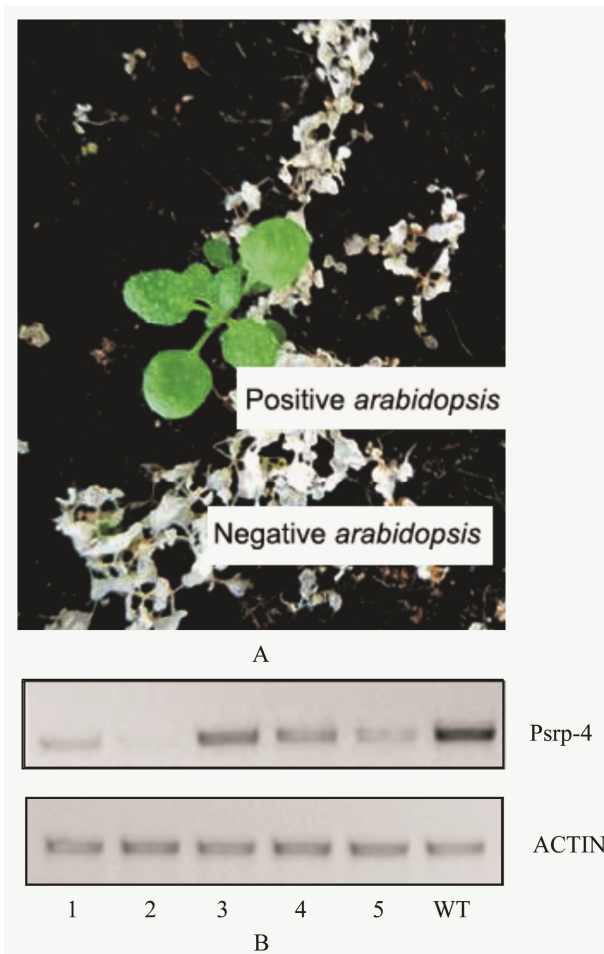 Positive arabidopsis
Negative arabidopsis
A
Psrp-4
ACTIN
1 2 3 4 5 WT
B